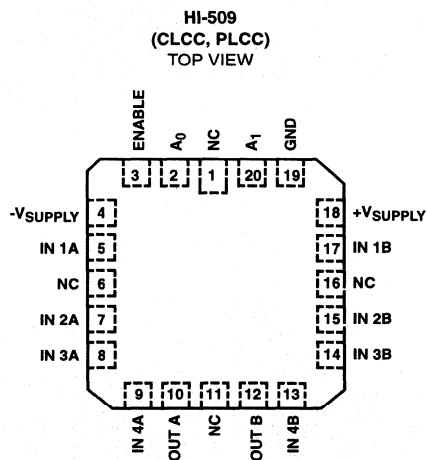 HI-509
(CLCC, PLCC)
TOP VIEW
ENABLE
A0
NC
A1
GND
3
2
1
20
19
-VSUPPLY 4
18 +VSUPPLY
IN 1A 5
17 IN 1B
NC 6
16 NC
IN 2A 7
15 IN 2B
IN 3A 8
14 IN 3B
9
10
11
12
13
IN 4A
OUT A
NC
OUT B
IN 4B